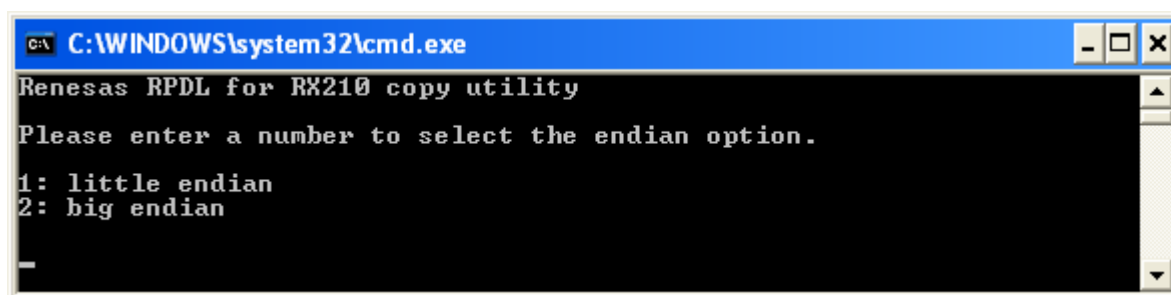 C:\WINDOWS\system32\cmd.exe
Renesas RPDL for RX210 copy utility
Please enter a number to select the endian option.
1: little endian
2: big endian